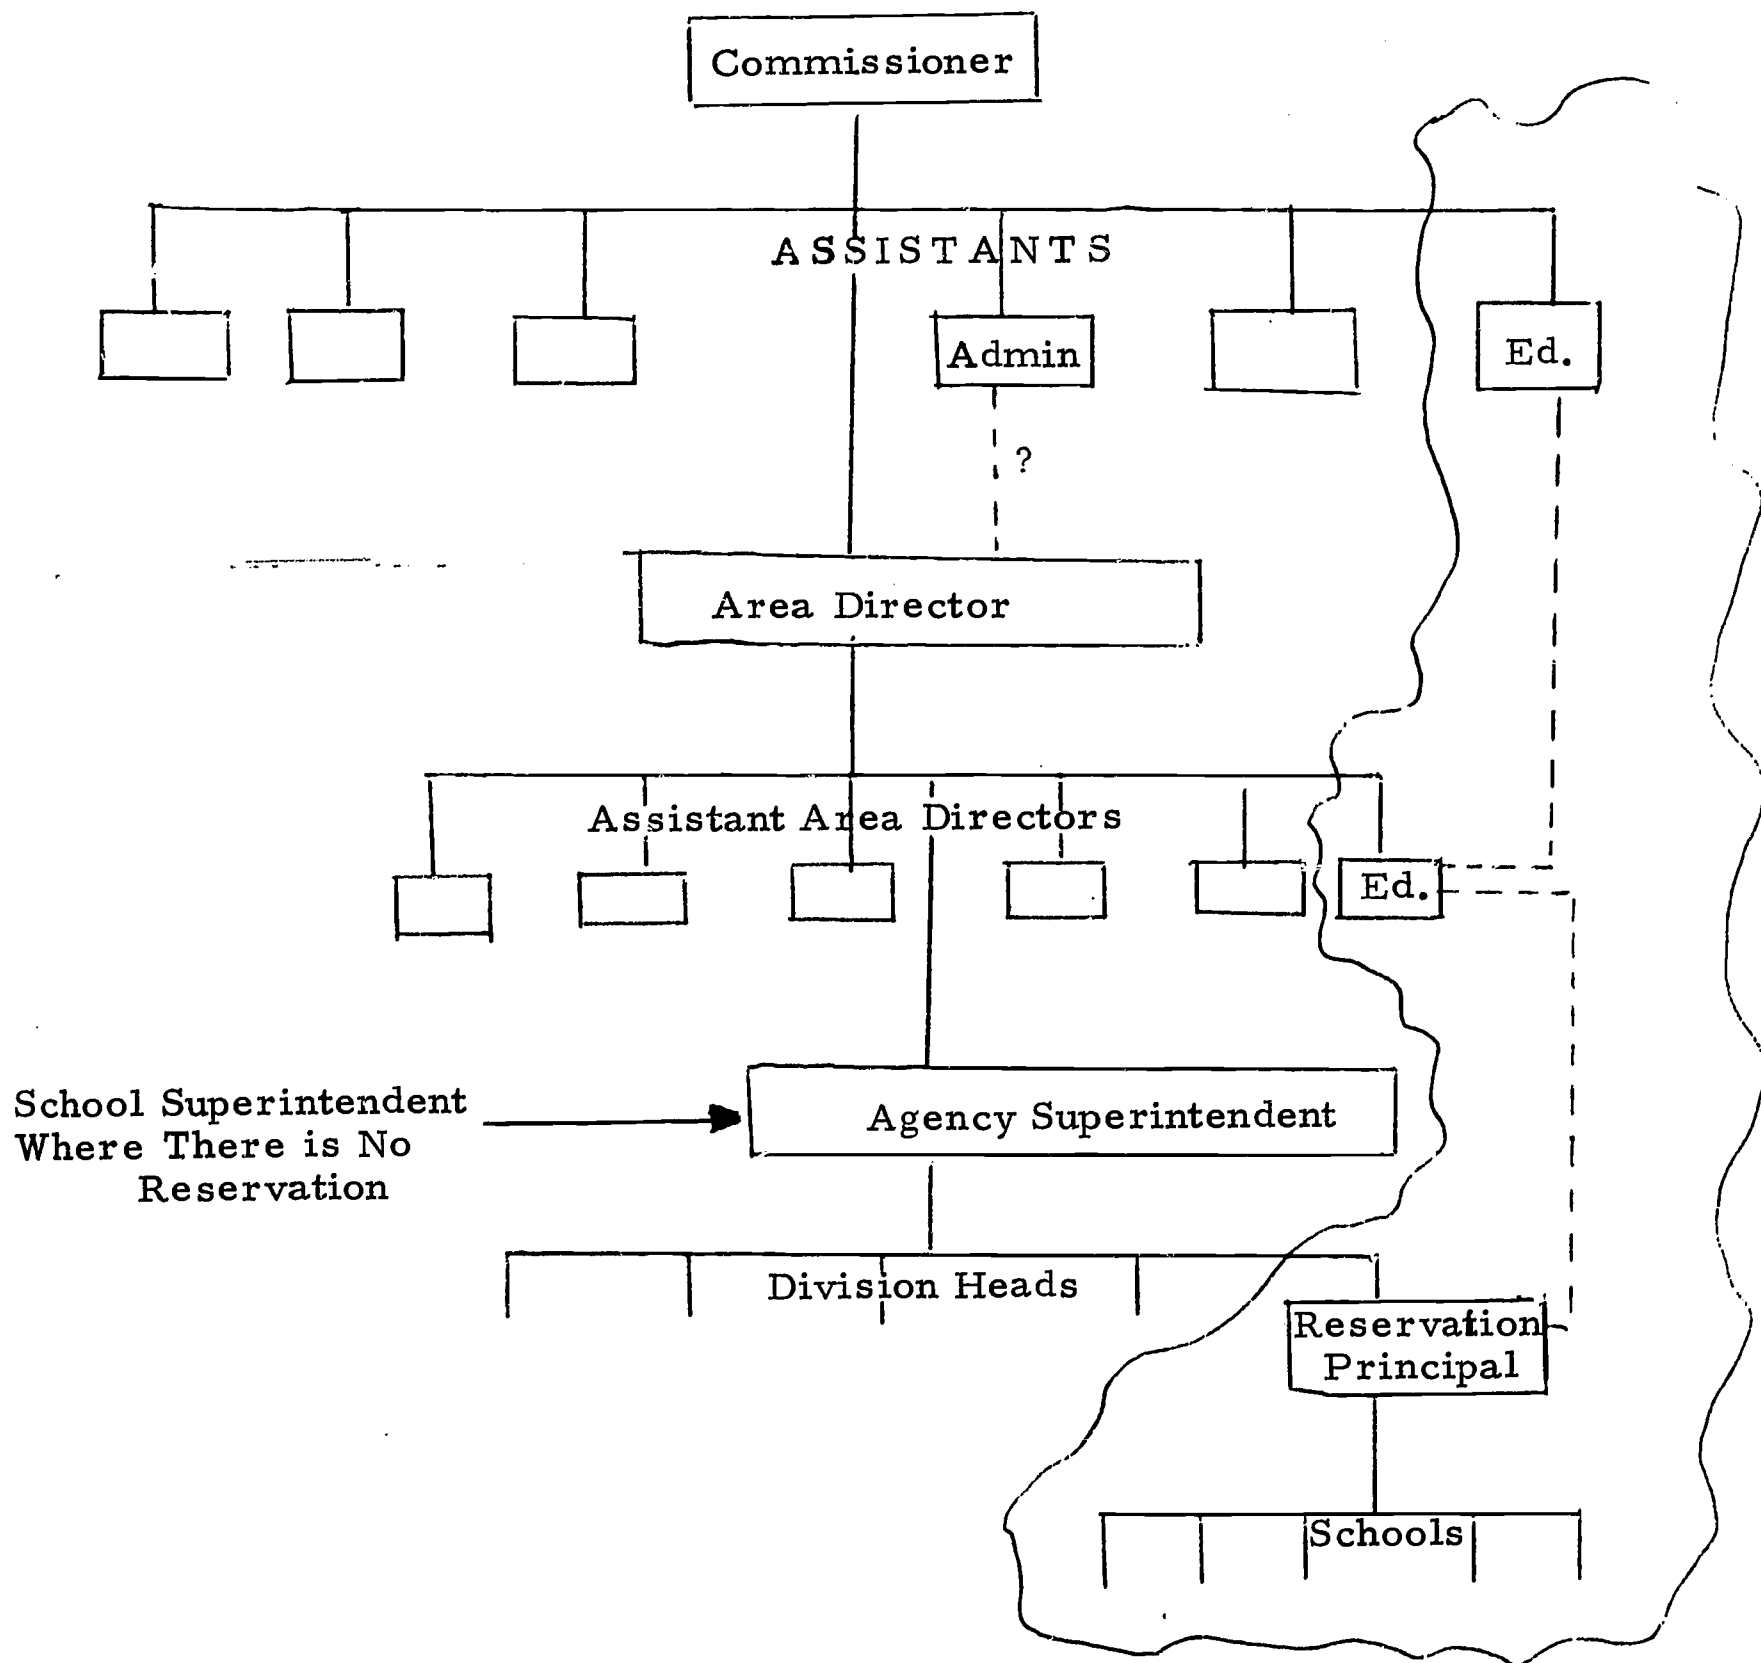 Commissioner
ASSISTANTS
Admin
Ed.
?
Area Director
Assistant Area Directors
Ed.
School Superintendent
Where There is No
Reservation
Agency Superintendent
Division Heads
Reservation
Principal
Schools